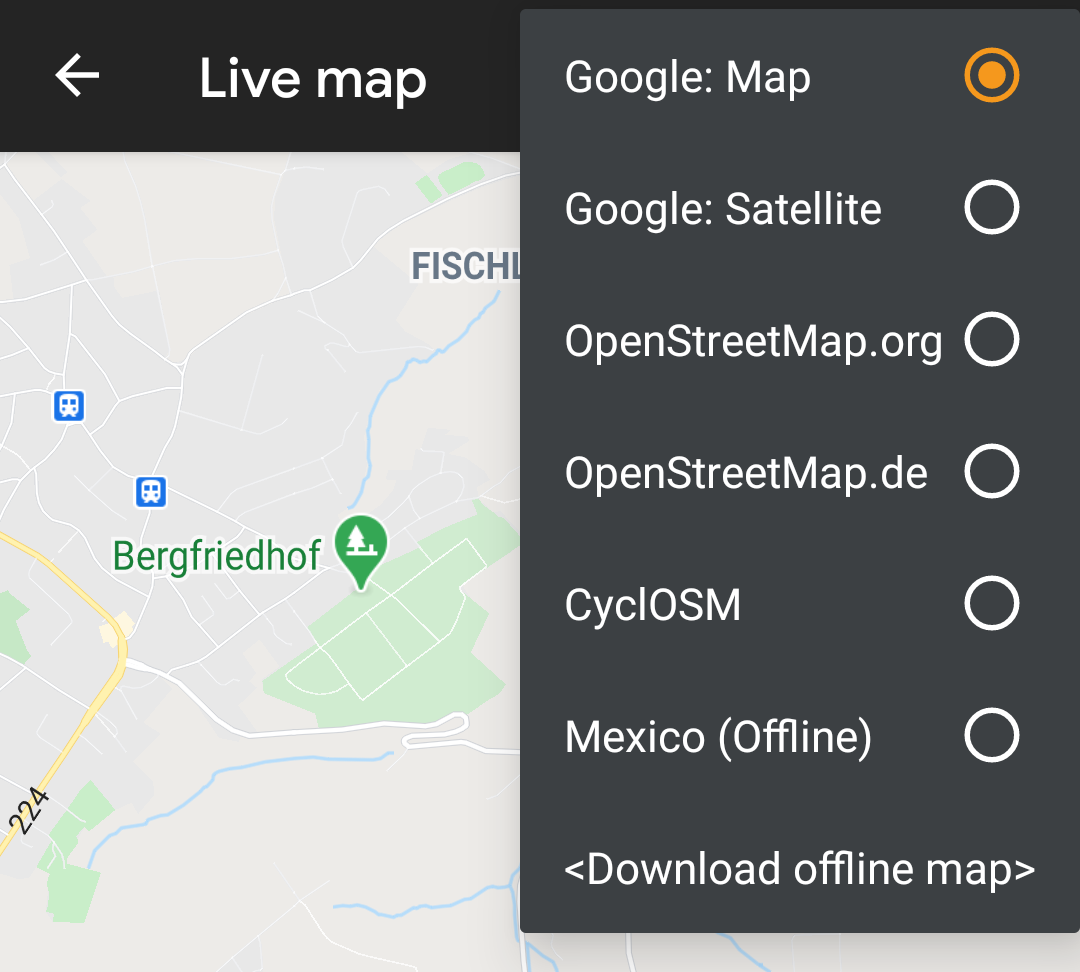 Live map
Google: Map
Google: Satellite
OpenStreetMap.org
OpenStreetMap.de
CyclOSM
Mexico (Offline)
<Download offline map>
FISCHL
Bergfriedhof
224